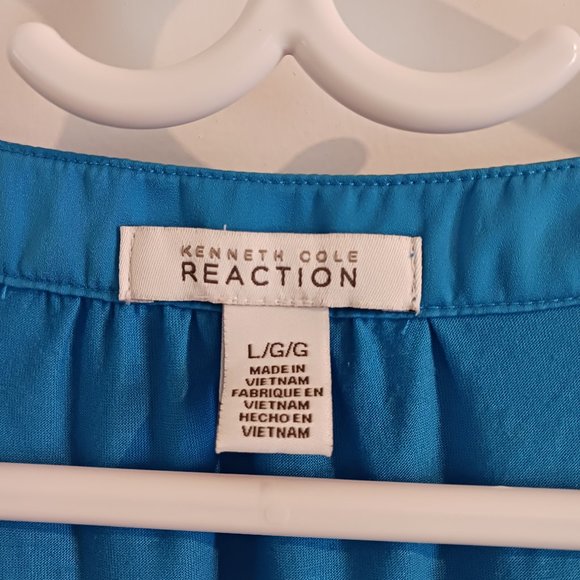 KENNETH COLE
REACTION
L/G/G
MADE IN
VIETNAM
FABRIQUE EN
VIETNAM
HECHO EN
VIETNAM